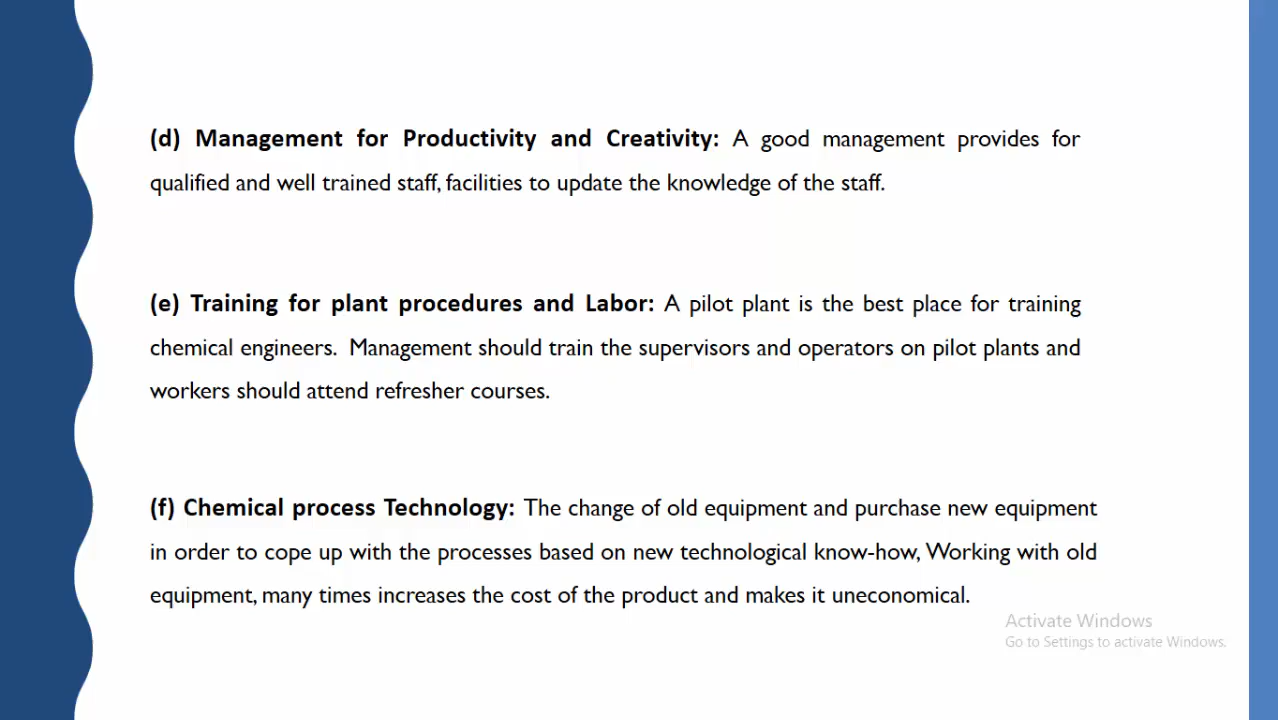 (d) Management for Productivity and Creativity: A good management provides for
qualified and well trained staff, facilities to update the knowledge of the staff.
(e) Training for plant procedures and Labor: A pilot plant is the best place for training
chemical engineers. Management should train the supervisors and operators on pilot plants and
workers should attend refresher courses.
(f) Chemical process Technology: The change of old equipment and purchase new equipment
in order to cope up with the processes based on new technological know-how, Working with old
equipment, many times increases the cost of the product and makes it uneconomical.
Activate Windows
Go to Settings to activate Windows.